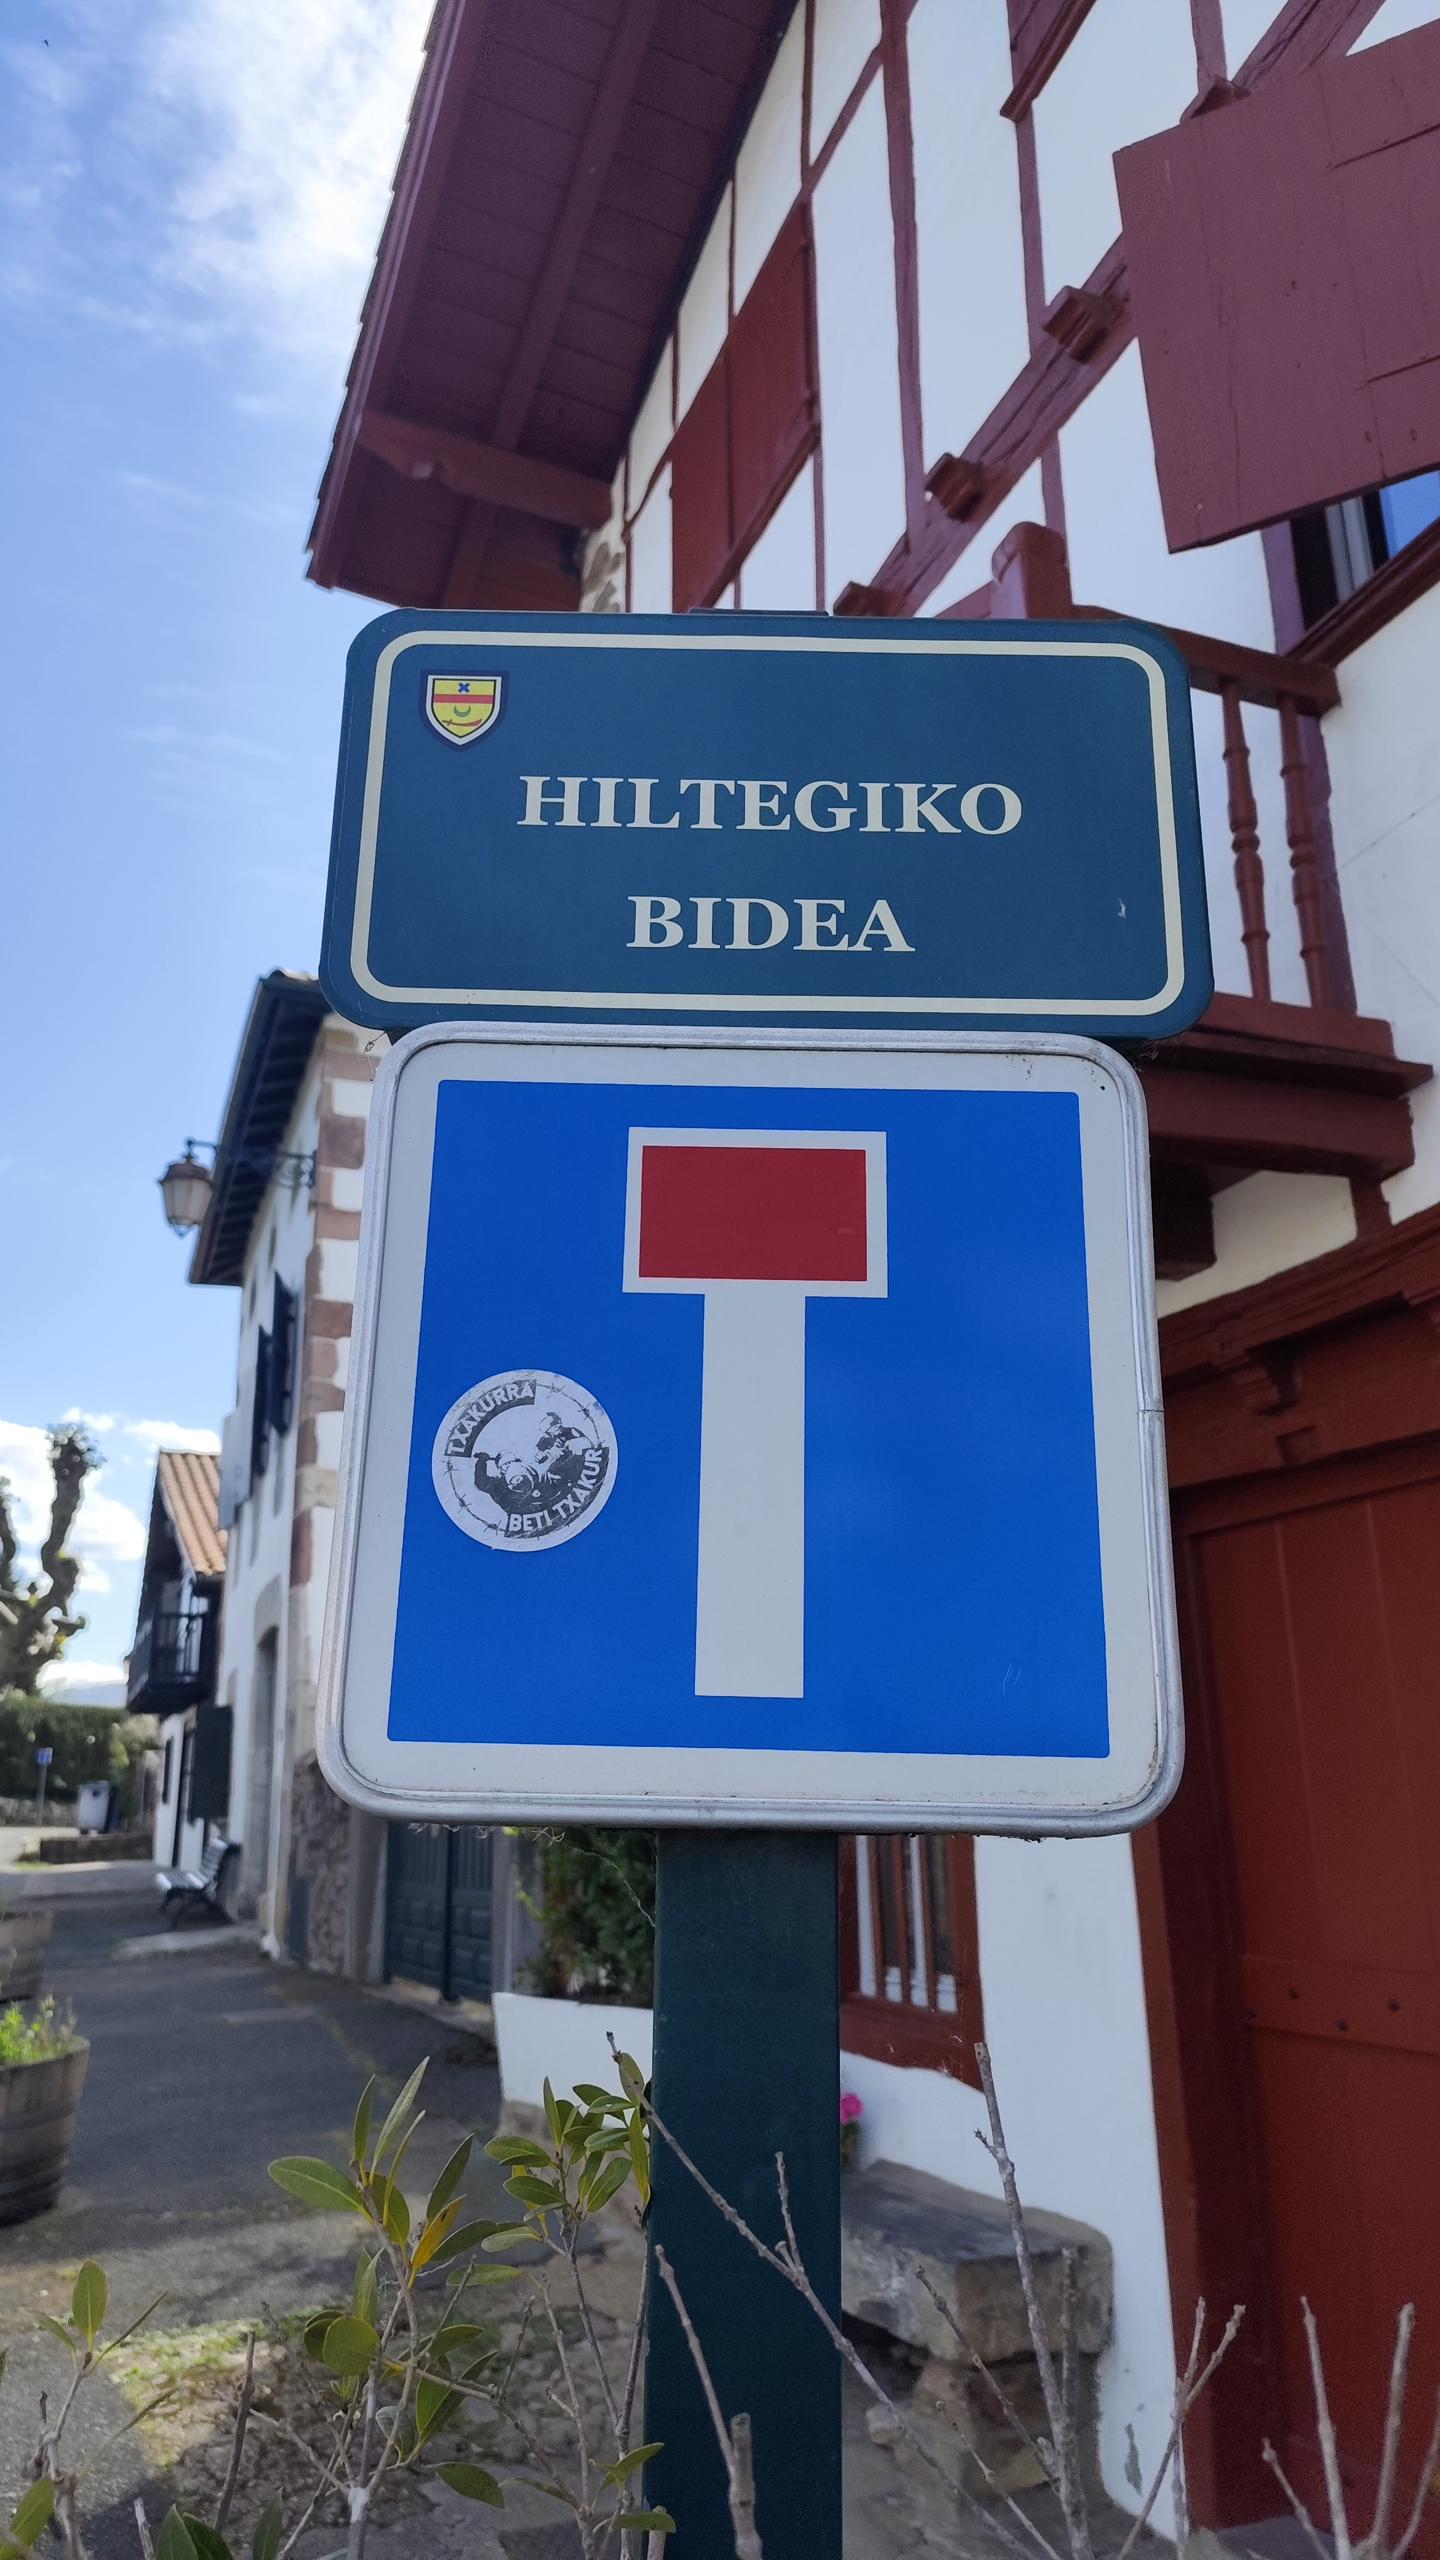 HILTEGIKO
BIDEA
TXAKURRA
BETI TXAKUR